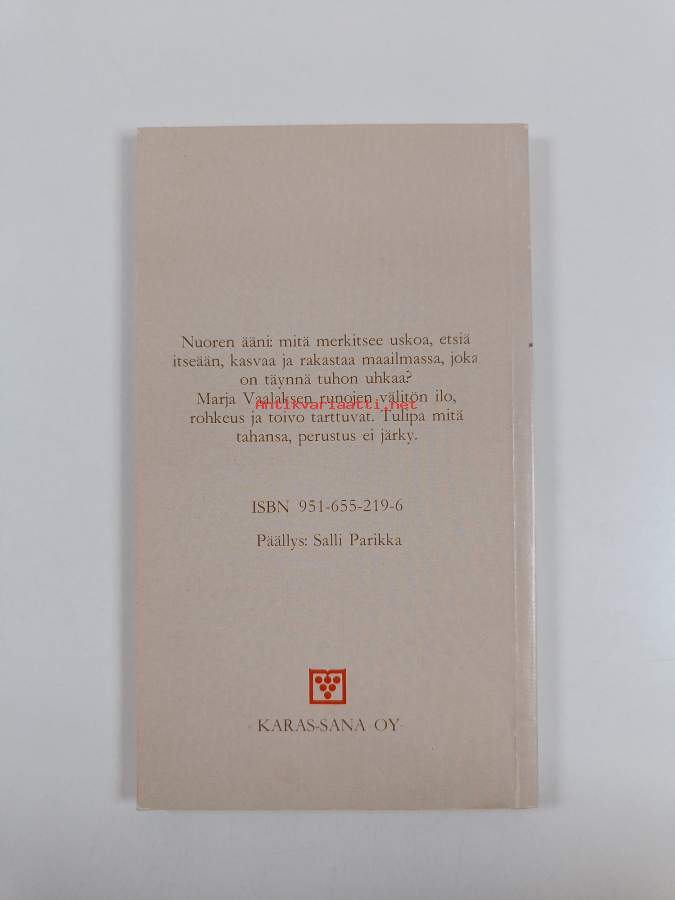 Nuoren ääni: mitä merkitsee uskoa, etsiä
itseään, kasvaa ja rakastaa maailmassa, joka
on täynnä tuhon uhkaa?
Marja Vaalaksen runojen välitön ilo,
Antikvariaatti.net
rohkeus ja toivo tarttuvat. Tulipa mitä
tahansa, perustus ei järky.
ISBN 951-655-219-6
Päällys: Salli Parikka
KARAS-SANA OY